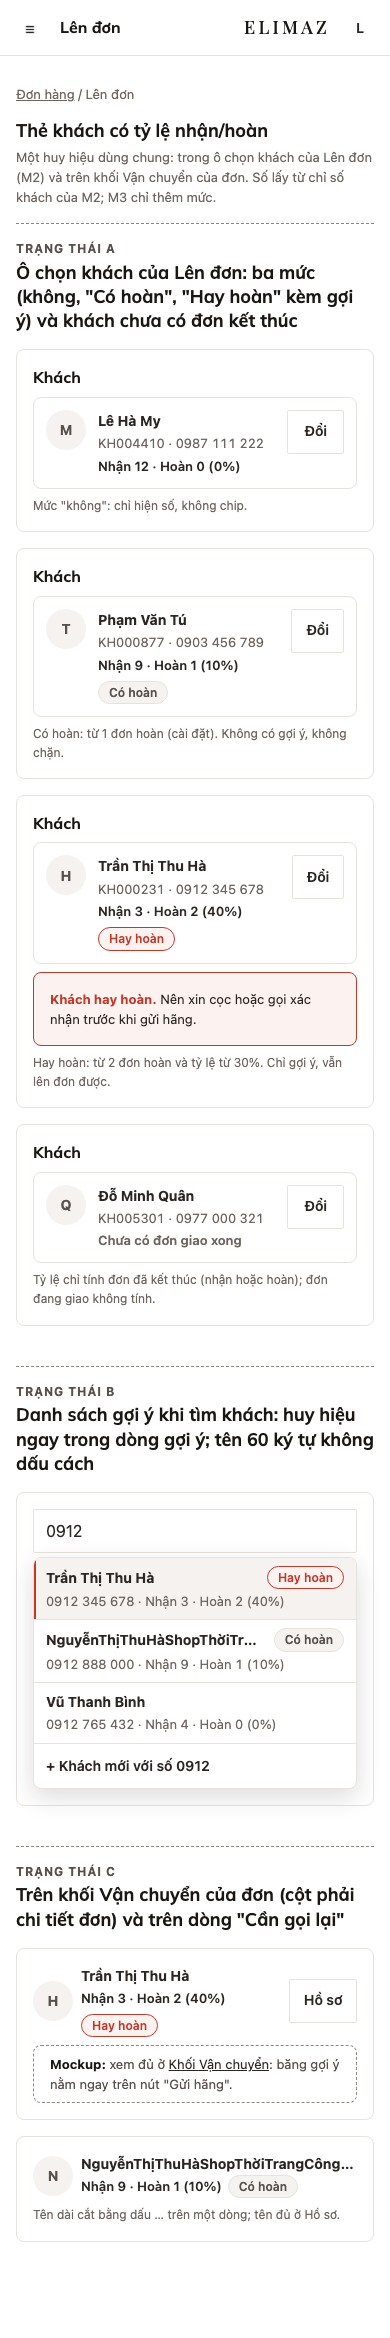 ≡ Lên đơn ELIMAZ L
Đơn hàng / Lên đơn
Thẻ khách có tỷ lệ nhận/hoàn
Một huy hiệu dùng chung: trong ô chọn khách của Lên đơn
(M2) và trên khối Vận chuyển của đơn. Số lấy từ chỉ số
khách của M2; M3 chỉ thêm mức.
TRẠNG THÁI A
Ô chọn khách của Lên đơn: ba mức
(không, "Có hoàn", "Hay hoàn" kèm gợi
ý) và khách chưa có đơn kết thúc
Khách
M
Lê Hà My
KH004410 · 0987 111 222
Nhận 12 · Hoàn 0 (0%)
Đổi
Mức "không": chỉ hiện số, không chip.
Khách
T
Phạm Văn Tú
KH000877 · 0903 456 789
Nhận 9 · Hoàn 1 (10%)
Có hoàn
Đổi
Có hoàn: từ 1 đơn hoàn (cài đặt). Không có gợi ý, không
chặn.
Khách
H
Trần Thị Thu Hà
KH000231 · 0912 345 678
Nhận 3 · Hoàn 2 (40%)
Hay hoàn
Đổi
Khách hay hoàn. Nên xin cọc hoặc gọi xác
nhận trước khi gửi hãng.
Hay hoàn: từ 2 đơn hoàn và tỷ lệ từ 30%. Chỉ gợi ý, vẫn
lên đơn được.
Khách
Q
Đỗ Minh Quân
KH005301 · 0977 000 321
Chưa có đơn giao xong
Đổi
Tỷ lệ chỉ tính đơn đã kết thúc (nhận hoặc hoàn); đơn
đang giao không tính.
TRẠNG THÁI B
Danh sách gợi ý khi tìm khách: huy hiệu
ngay trong dòng gợi ý; tên 60 ký tự không
dấu cách
0912
Trần Thị Thu Hà Hay hoàn
0912 345 678 · Nhận 3 · Hoàn 2 (40%)
NguyễnThịThuHàShopThờiTr... Có hoàn
0912 888 000 · Nhận 9 · Hoàn 1 (10%)
Vũ Thanh Bình
0912 765 432 · Nhận 4 · Hoàn 0 (0%)
+ Khách mới với số 0912
TRẠNG THÁI C
Trên khối Vận chuyển của đơn (cột phải
chi tiết đơn) và trên dòng "Cần gọi lại"
H
Trần Thị Thu Hà
Nhận 3 · Hoàn 2 (40%)
Hay hoàn
Hồ sơ
Mockup: xem đủ ở Khối Vận chuyển: băng gợi ý
nằm ngay trên nút "Gửi hãng".
N
NguyễnThịThuHàShopThờiTrangCông...
Nhận 9 · Hoàn 1 (10%) Có hoàn
Tên dài cắt bằng dấu ... trên một dòng; tên đủ ở Hồ sơ.